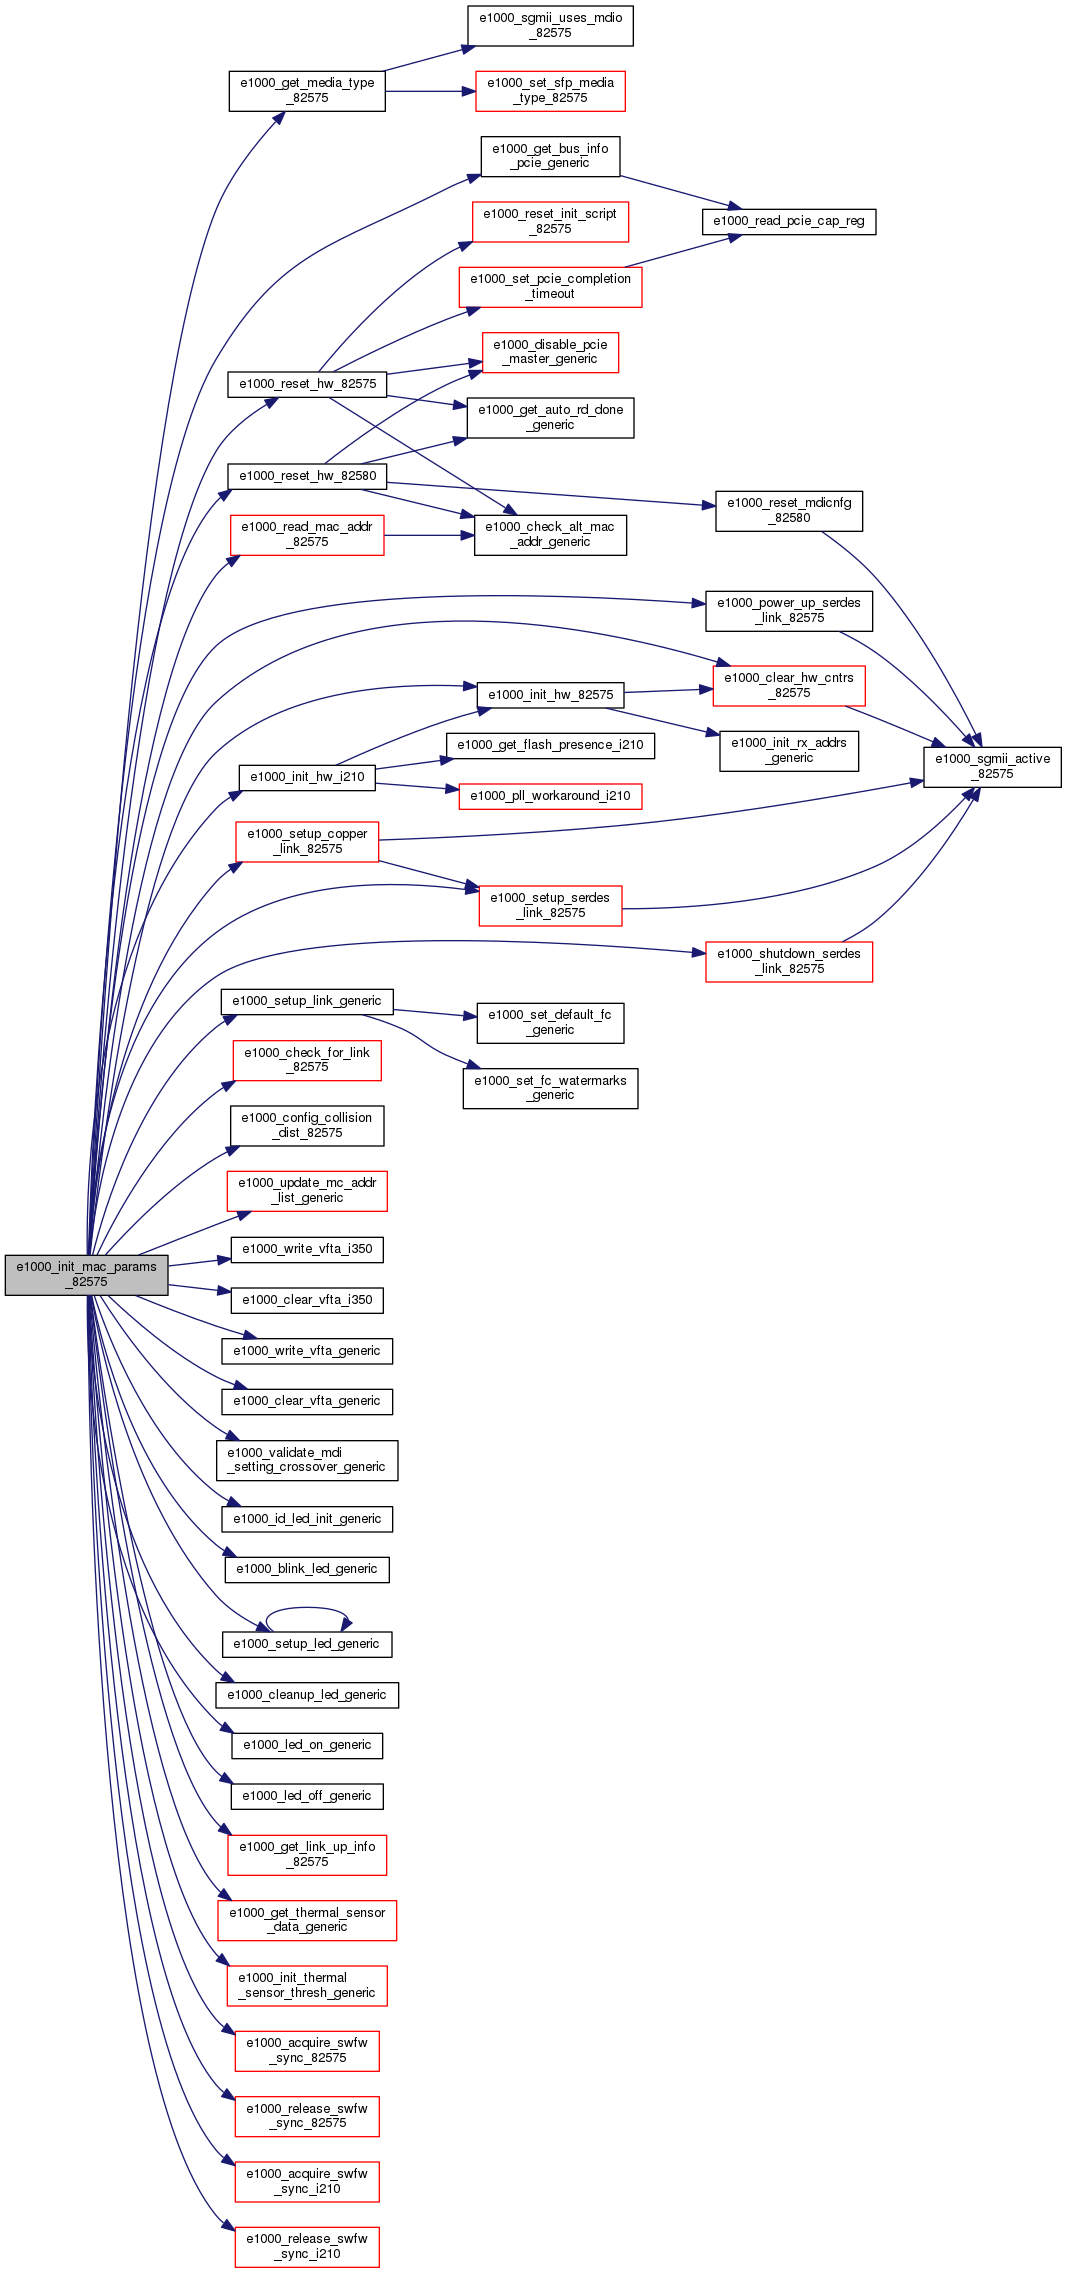 e1000_sgmii_uses_mdio
_82575
e1000_get_media_type
_82575
e1000_set_sfp_media
_type_82575
e1000_get_bus_info
_pcie_generic
e1000_reset_init_script
_82575
e1000_read_pcie_cap_reg
e1000_set_pcie_completion
_timeout
e1000_disable_pcie
_master_generic
e1000_reset_hw_82575
e1000_get_auto_rd_done
_generic
e1000_reset_hw_82580
e1000_reset_mdicnfg
_82580
e1000_read_mac_addr
_82575
e1000_check_alt_mac
_addr_generic
e1000_power_up_serdes
_link_82575
e1000_clear_hw_cntrs
_82575
e1000_init_hw_82575
e1000_init_rx_addrs
_generic
e1000_get_flash_presence_i210
e1000_sgmii_active
_82575
e1000_init_hw_i210
e1000_pll_workaround_i210
e1000_setup_copper
_link_82575
e1000_setup_serdes
_link_82575
e1000_shutdown_serdes
_link_82575
e1000_setup_link_generic
e1000_set_default_fc
_generic
e1000_check_for_link
_82575
e1000_set_fc_watermarks
_generic
e1000_config_collision
_dist_82575
e1000_update_mc_addr
_list_generic
e1000_write_vfta_i350
e1000_init_mac_params
_82575
e1000_clear_vfta_i350
e1000_write_vfta_generic
e1000_clear_vfta_generic
e1000_validate_mdi
_setting_crossover_generic
e1000_id_led_init_generic
e1000_blink_led_generic
e1000_setup_led_generic
e1000_cleanup_led_generic
e1000_led_on_generic
e1000_led_off_generic
e1000_get_link_up_info
_82575
e1000_get_thermal_sensor
_data_generic
e1000_init_thermal
_sensor_thresh_generic
e1000_acquire_swfw
_sync_82575
e1000_release_swfw
_sync_82575
e1000_acquire_swfw
_sync_i210
e1000_release_swfw
_sync_i210